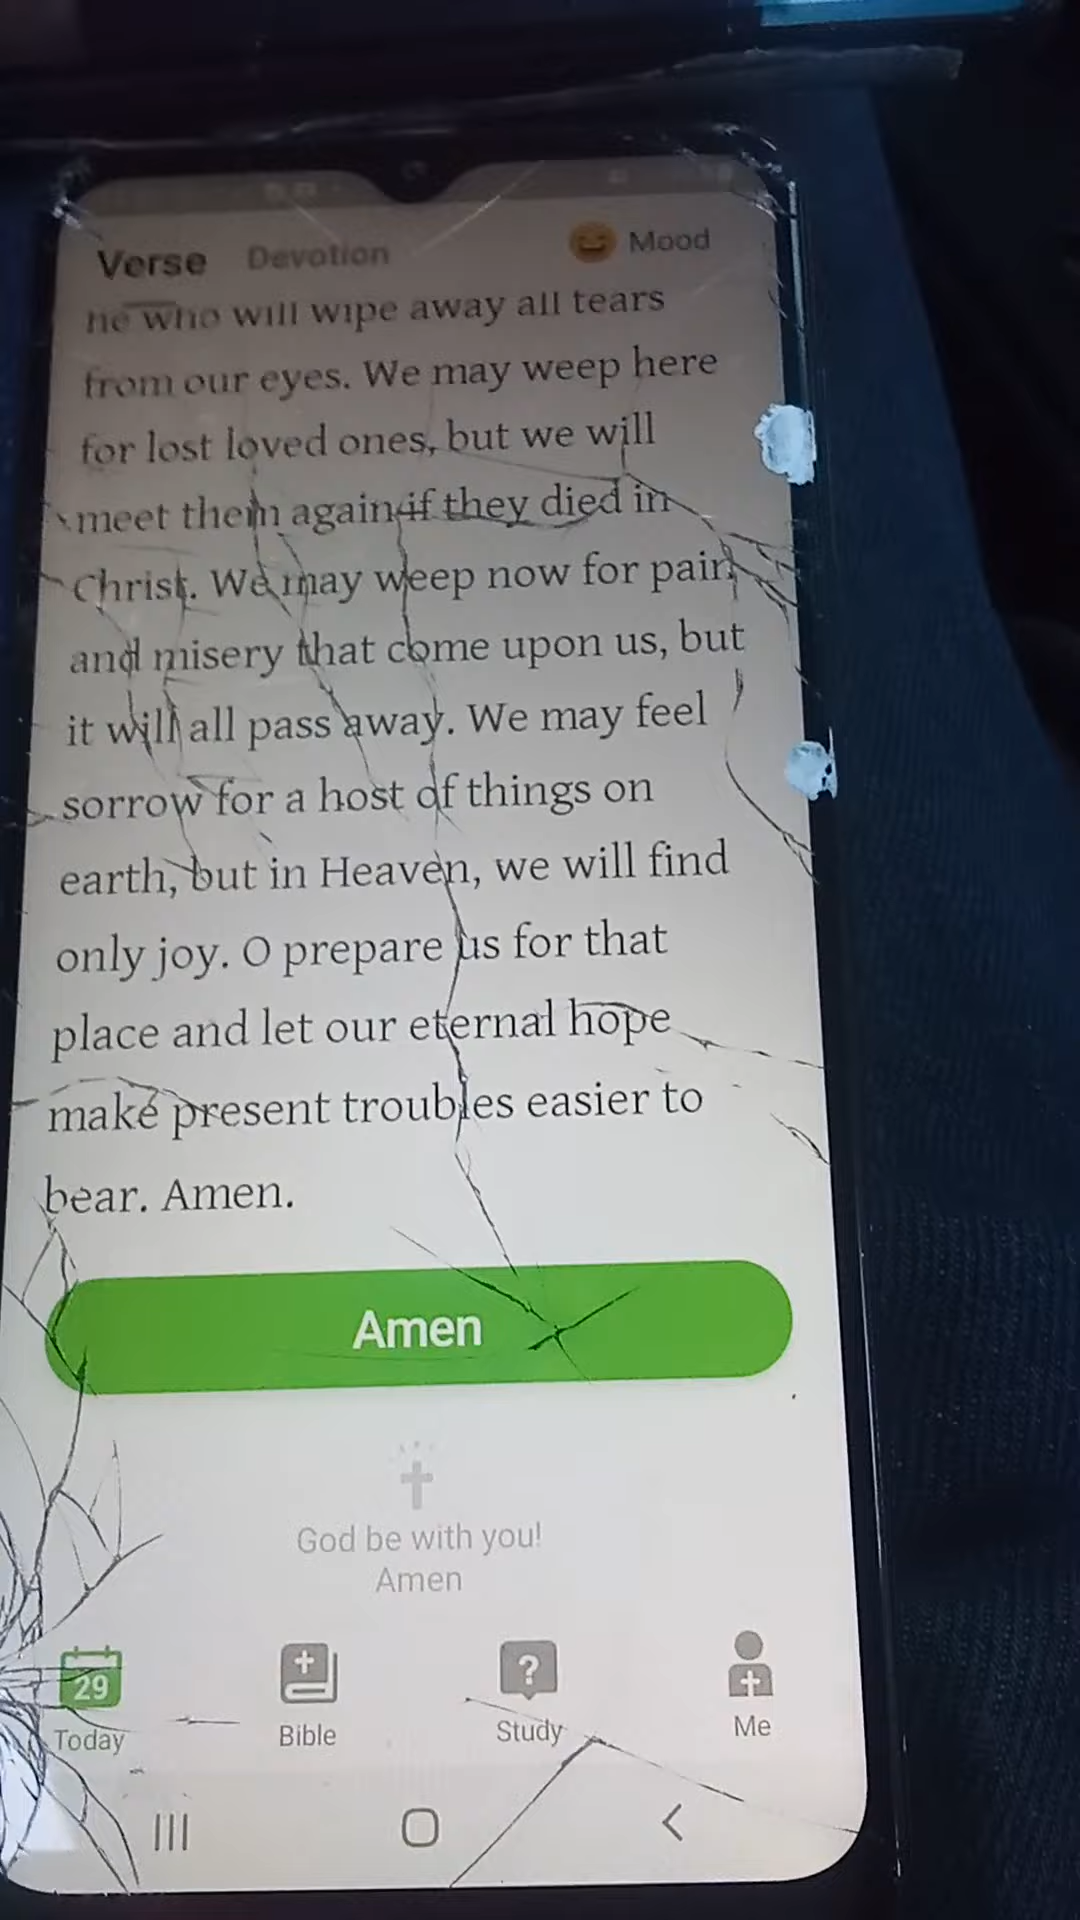 Verse Devotion Mood
he who will wipe away all tears
from our eyes. We may weep here
for lost loved ones, but we will
meet them again if they died in
Christ. We may weep now for pain
and misery that come upon us, but
it will all pass away. We may feel
sorrow for a host of things on
earth, but in Heaven, we will find
only joy. O prepare us for that
place and let our eternal hope
make present troubles easier to
bear. Amen.
Amen
God be with you!
Amen
29
Today Bible Study Me